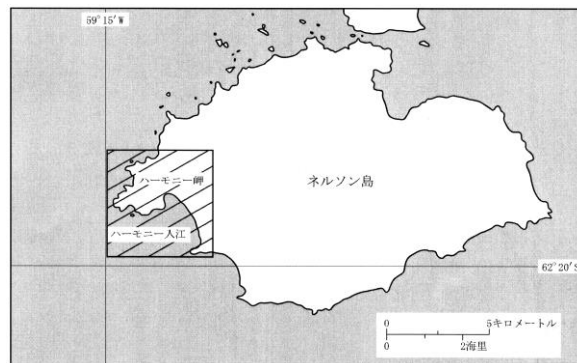 59°15′W
ハーモニー岬
ネルソン島
ハーモニー入江
62°20′S
0 5キロメートル
0 2海里